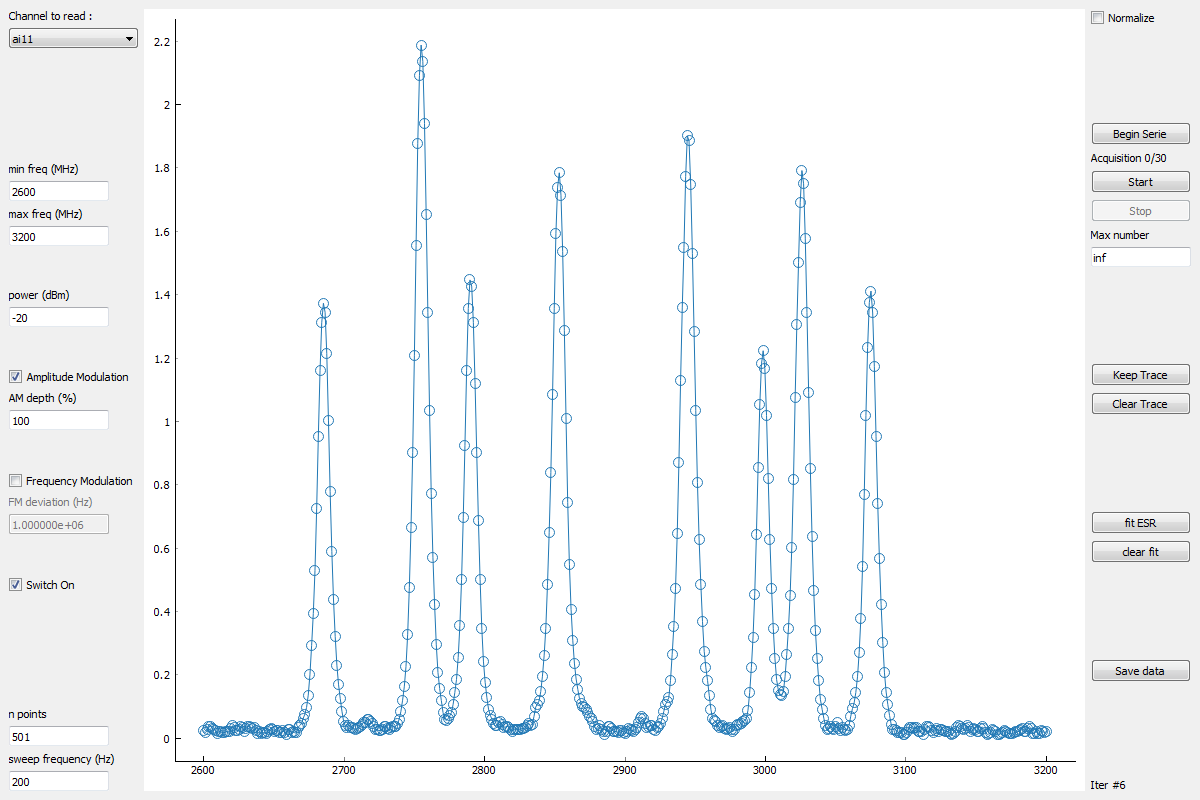 Channel to read :
ai11
min freq (MHz)
2600
max freq (MHz)
3200
power (dBm)
-20
Amplitude Modulation
AM depth (%)
100
Frequency Modulation
FM deviation (Hz)
1.000000e+06
Switch On
n points
501
sweep frequency (Hz)
200
2.2
2
1.8
1.6
1.4
1.2
1
0.8
0.6
0.4
0.2
0
2600 2700 2800 2900 3000 3100 3200
Normalize
Begin Serie
Acquisition 0/30
Start
Stop
Max number
inf
Keep Trace
Clear Trace
fit ESR
clear fit
Save data
Iter #6